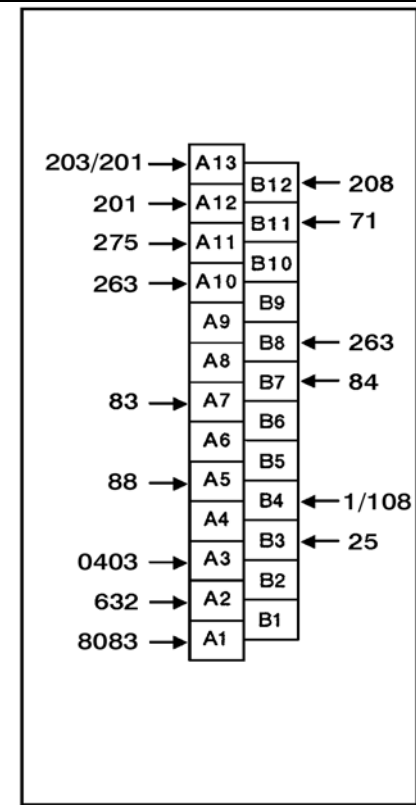 203/201 A13
B12 208
201 A12
B11 71
275 A11
B10
263 A10
B9
A9
B8 263
A8
B7 84
83 A7
B6
A6
B5
88 A5
B4 1/108
A4
B3 25
0403 A3
B2
632 A2
B1
8083 A1